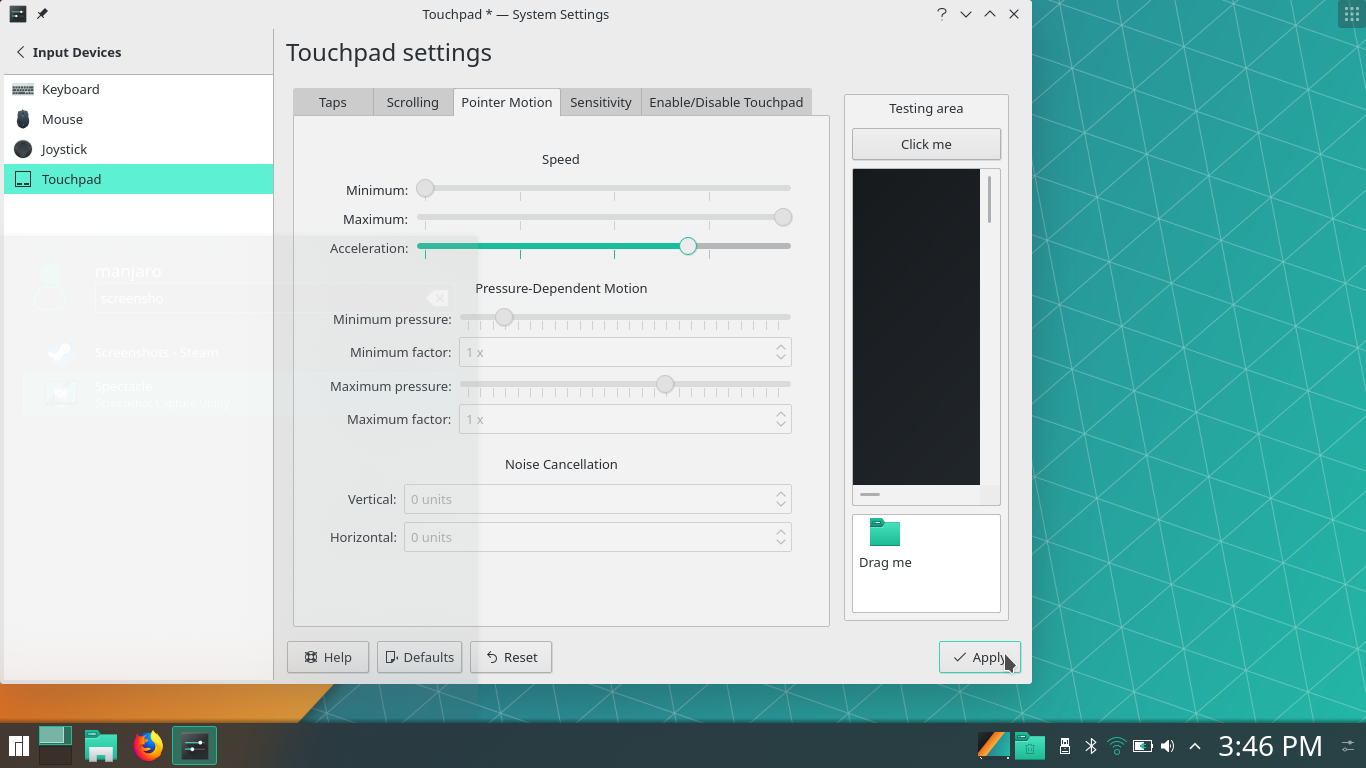 Touchpad * — System Settings
Input Devices
Keyboard
Mouse
Joystick
Touchpad
manjaro
screensho
Screenshots - Steam
Spectacle
Screenshot Capture Utility
Touchpad settings
Taps
Scrolling
Pointer Motion
Sensitivity
Enable/Disable Touchpad
Speed
Minimum:
Maximum:
Acceleration:
Pressure-Dependent Motion
Minimum pressure:
Minimum factor: 1 x
Maximum pressure:
Maximum factor: 1 x
Noise Cancellation
Vertical: 0 units
Horizontal: 0 units
Testing area
Click me
Drag me
Help
Defaults
Reset
Apply
3:46 PM